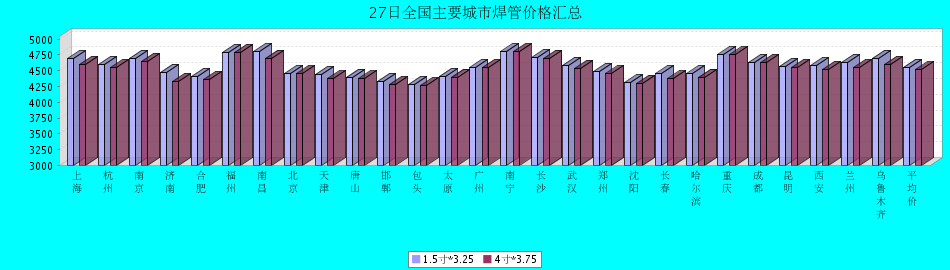 27日全国主要城市焊管价格汇总
5000
4750
4500
4250
4000
3750
3500
3250
3000
上海
杭州
南京
济南
合肥
福州
南昌
北京
天津
唐山
邯郸
包头
太原
广州
南宁
长沙
武汉
郑州
沈阳
长春
哈尔滨
重庆
成都
昆明
西安
兰州
乌鲁木齐
平均价
1.5寸*3.25
4寸*3.75